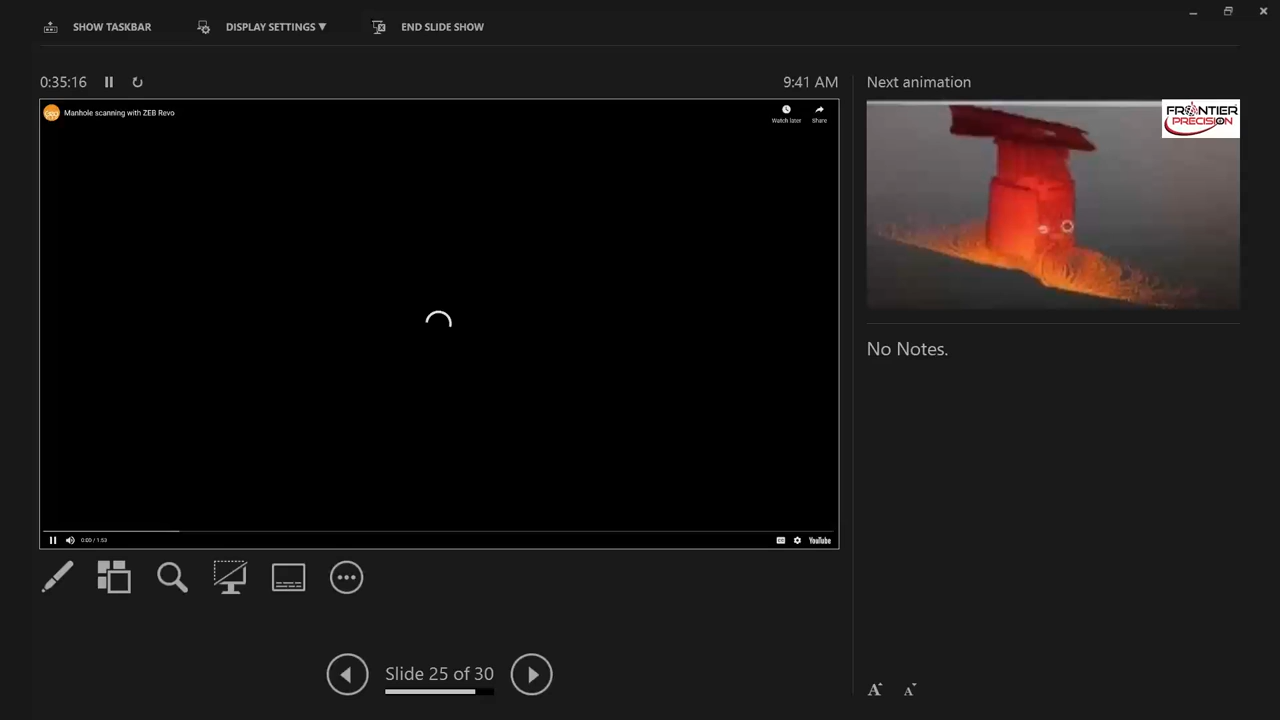 SHOW TASKBAR
DISPLAY SETTINGS ▼
END SLIDE SHOW
0:35:16
9:41 AM
Next animation
Manhole scanning with ZEB Revo
Watch later
Share
FRONTIER
PRECISION
No Notes.
0:00 / 1:53
YouTube
Slide 25 of 30
A
A